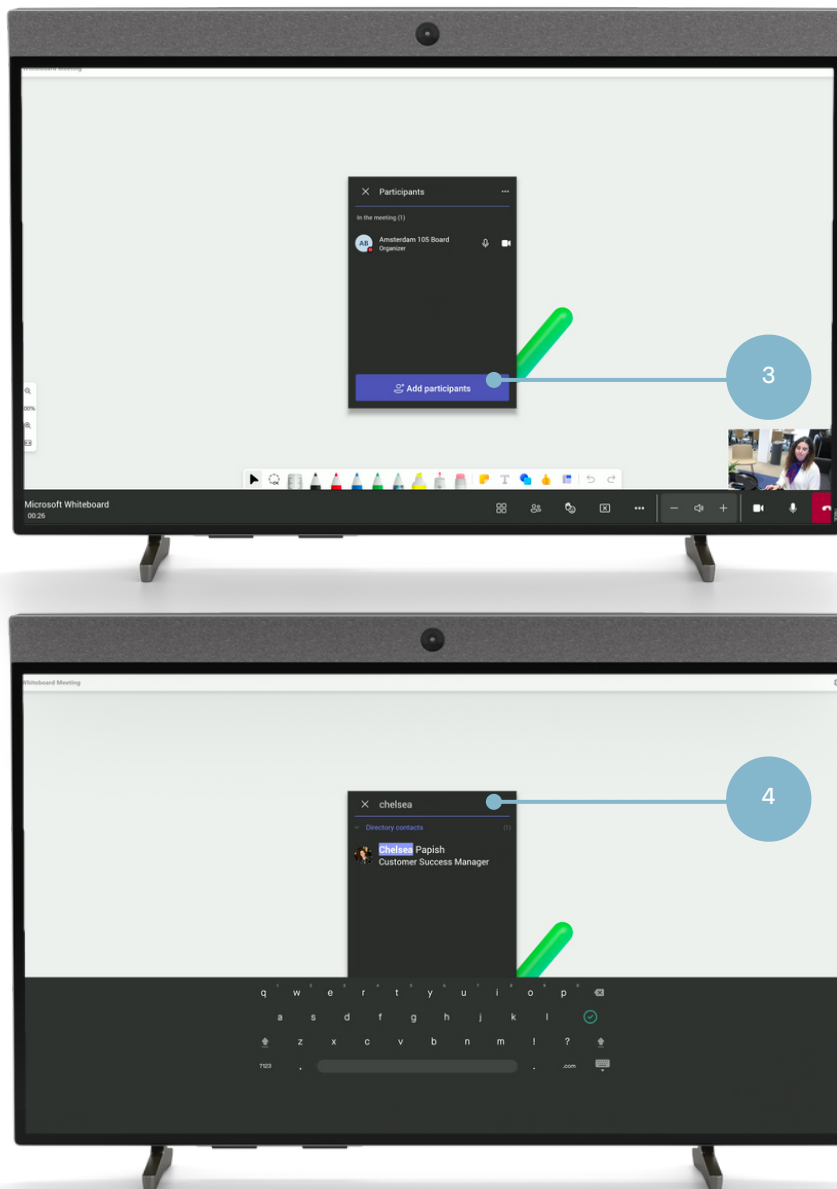 Whiteboard Meeting
Participants
In the meeting (1)
AB
Amsterdam 105 Board
Organizer
Add participants
3
00%
T
Microsoft Whiteboard
00:26
Whiteboard Meeting
chelsea
4
Directory contacts (1)
Chelsea Papish
Customer Success Manager
q w e r t y u i o p
a s d f g h j k l
z x c v b n m ! ?
?123 . . .com